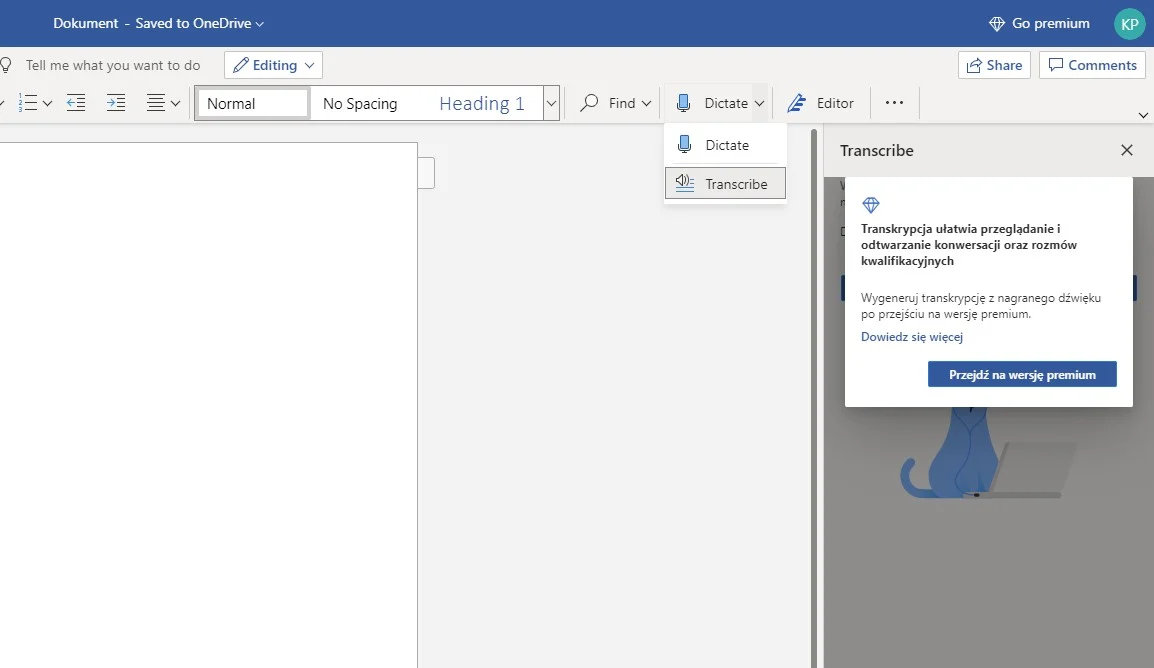 Dokument - Saved to OneDrive
Go premium
KP
Tell me what you want to do
Editing
Share
Comments
Normal
No Spacing
Heading 1
Find
Dictate
Editor
Dictate
Transcribe
Transcribe
Transkrypcja ułatwia przeglądanie i
odtwarzanie konwersacji oraz rozmów
kwalifikacyjnych
Wygeneruj transkrypcję z nagranego dźwięku
po przejściu na wersję premium.
Dowiedz się więcej
Przejdź na wersję premium